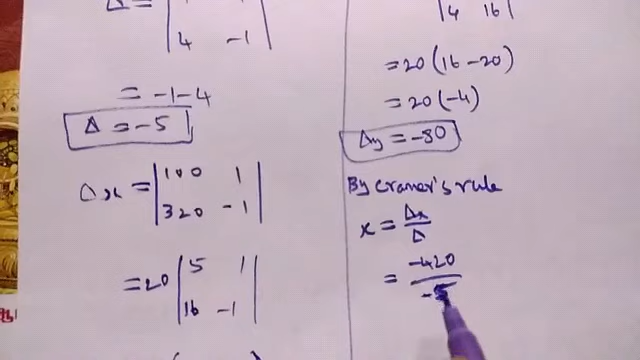 Δ =
4 -1
= -1-4
Δ = -5
Δx = | 100 1 |
| 320 -1 |
= 20 | 5 1 |
| 16 -1 |
| 4 16 |
= 20 (16-20)
= 20 (-4)
Δy = -80
By cramer's rule
x = Δx/Δ
= -420/-5